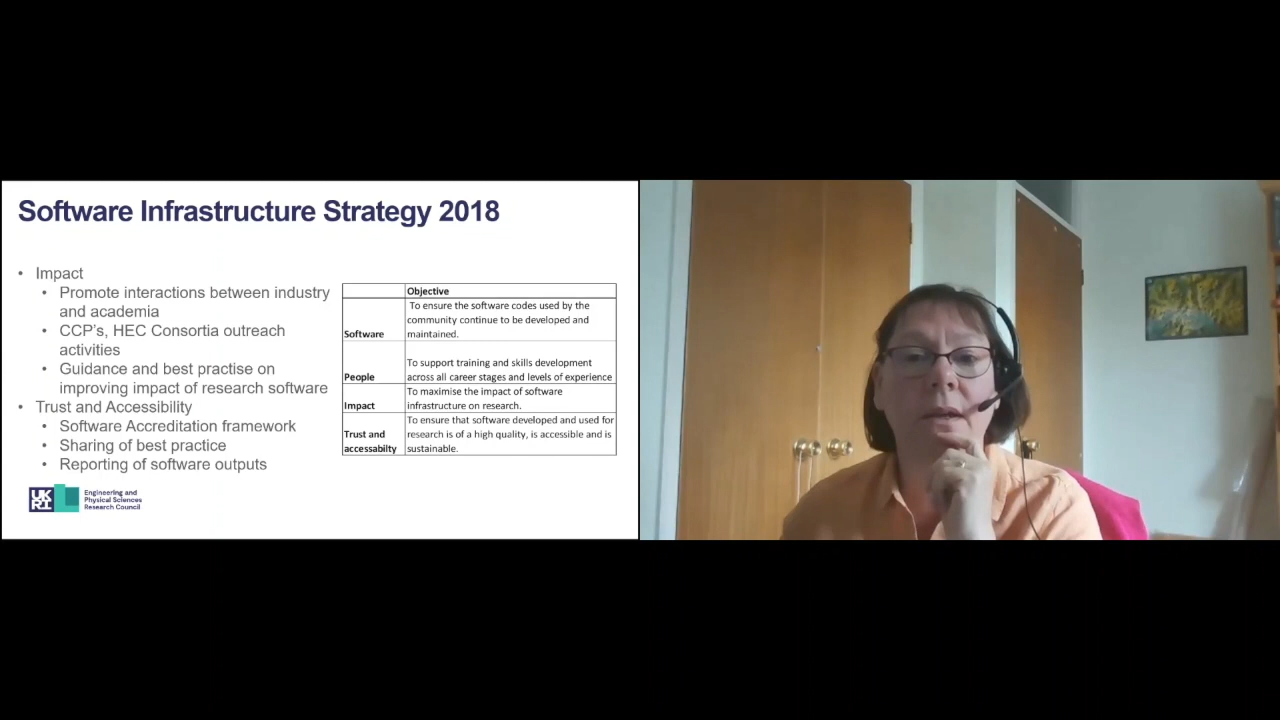 Software Infrastructure Strategy 2018
• Impact
• Promote interactions between industry
and academia
• CCP's, HEC Consortia outreach
activities
• Guidance and best practise on
improving impact of research software
• Trust and Accessibility
• Software Accreditation framework
• Sharing of best practice
• Reporting of software outputs
Objective
To ensure the software codes used by the
community continue to be developed and
Software maintained.
To support training and skills development
People across all career stages and levels of experience
To maximise the impact of software
Impact infrastructure on research.
To ensure that software developed and used for
Trust and research is of a high quality, is accessible and is
accessabilty sustainable.
UK
RI
Engineering and
Physical Sciences
Research Council